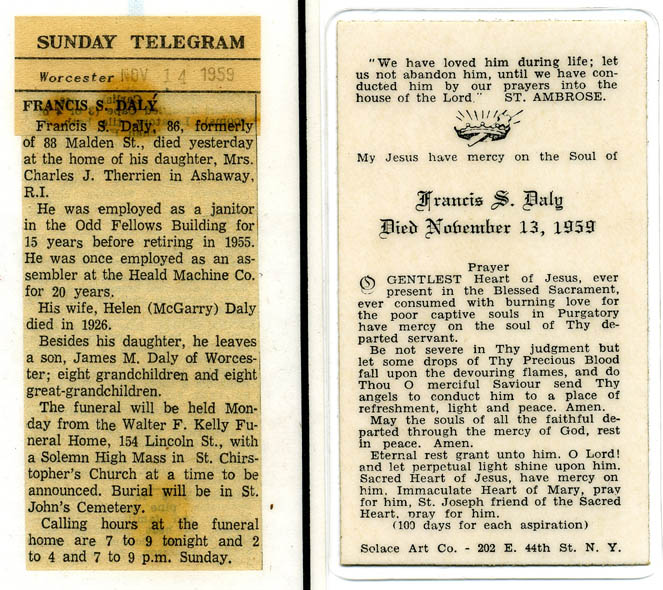 SUNDAY TELEGRAM
Worcester NOV 14 1959
FRANCIS S. DALY
Francis S. Daly, 86, formerly
of 88 Malden St., died yesterday
at the home of his daughter, Mrs.
Charles J. Therrien in Ashaway,
R.I.
He was employed as a janitor
in the Odd Fellows Building for
15 years before retiring in 1955.
He was once employed as an as-
sembler at the Heald Machine Co.
for 20 years.
His wife, Helen (McGarry) Daly
died in 1926.
Besides his daughter, he leaves
a son, James M. Daly of Worces-
ter; eight grandchildren and eight
great-grandchildren.
The funeral will be held Mon-
day from the Walter F. Kelly Fu-
neral Home, 154 Lincoln St., with
a Solemn High Mass in St. Chirs-
topher's Church at a time to be
announced. Burial will be in St.
John's Cemetery.
Calling hours at the funeral
home are 7 to 9 tonight and 2
to 4 and 7 to 9 p.m. Sunday.
"We have loved him during life; let
us not abandon him, until we have con-
ducted him by our prayers into the
house of the Lord." ST. AMBROSE.
My Jesus have mercy on the Soul of
Francis S. Daly
Died November 13, 1959
Prayer
O GENTLEST Heart of Jesus, ever
present in the Blessed Sacrament,
ever consumed with burning love for
the poor captive souls in Purgatory
have mercy on the soul of Thy de-
parted servant.
Be not severe in Thy judgment but
let some drops of Thy Precious Blood
fall upon the devouring flames, and do
Thou O merciful Saviour send Thy
angels to conduct him to a place of
refreshment, light and peace. Amen.
May the souls of all the faithful de-
parted through the mercy of God, rest
in peace. Amen.
Eternal rest grant unto him. O Lord!
and let perpetual light shine upon him.
Sacred Heart of Jesus, have mercy on
him. Immaculate Heart of Mary, pray
for him, St. Joseph friend of the Sacred
Heart, pray for him.
(100 days for each aspiration)
Solace Art Co. - 202 E. 44th St. N. Y.